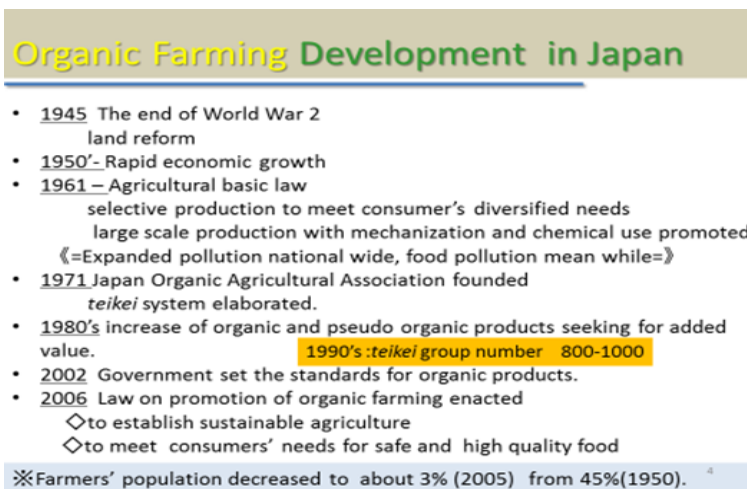 Organic Farming Development in Japan
• 1945 The end of World War 2
land reform
• 1950'- Rapid economic growth
• 1961 – Agricultural basic law
selective production to meet consumer's diversified needs
large scale production with mechanization and chemical use promoted
《=Expanded pollution national wide, food pollution mean while=》
• 1971 Japan Organic Agricultural Association founded
teikei system elaborated.
• 1980's increase of organic and pseudo organic products seeking for added
value.
1990's :teikei group number 800-1000
• 2002 Government set the standards for organic products.
• 2006 Law on promotion of organic farming enacted
◇to establish sustainable agriculture
◇to meet consumers' needs for safe and high quality food
※Farmers' population decreased to about 3% (2005) from 45%(1950).
4